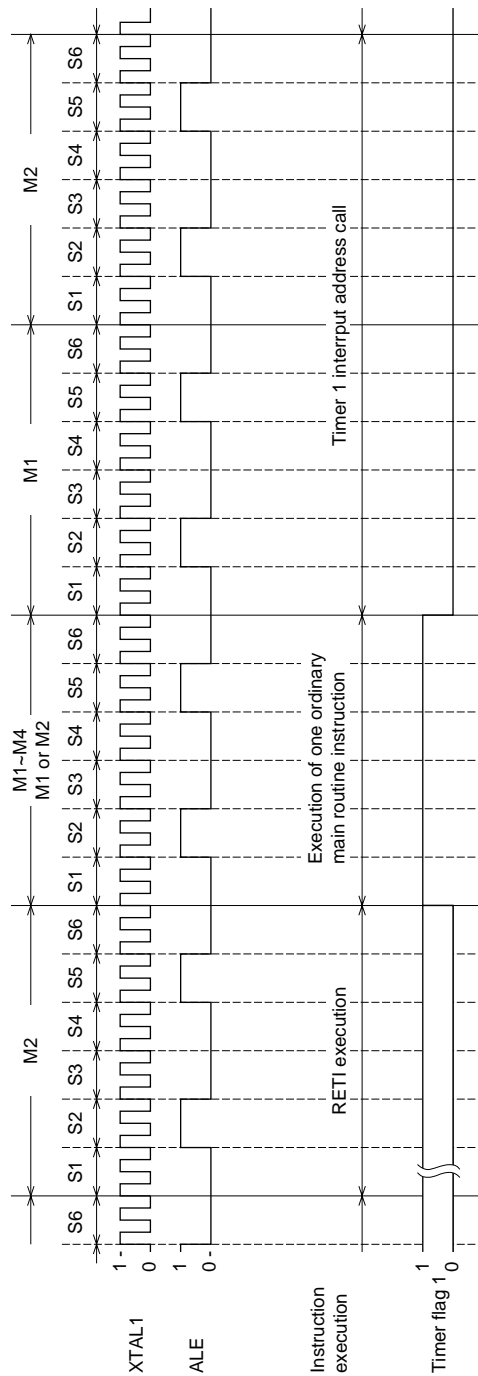 M2 M1~M4 M1 M2
M1 or M2
S6 S1 S2 S3 S4 S5 S6 S1 S2 S3 S4 S5 S6 S1 S2 S3 S4 S5 S6 S1 S2 S3 S4 S5 S6
XTAL1 1 0
ALE 1 0
Instruction execution
RETI execution
Execution of one ordinary
main routine instruction
Timer 1 interrput address call
Timer flag 1 1 0